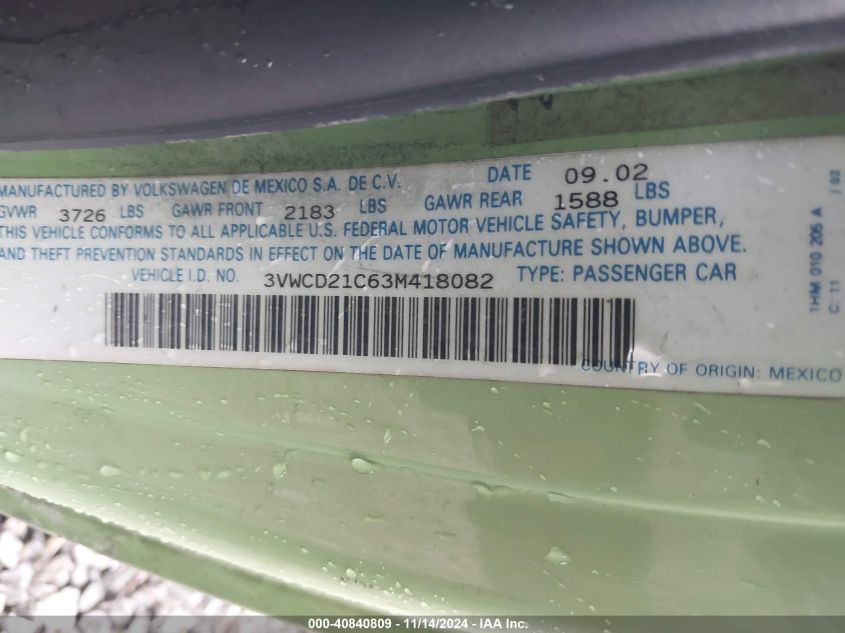 MANUFACTURED BY VOLKSWAGEN DE MEXICO S.A. DE C.V. DATE 09.02
GVWR 3726 LBS GAWR FRONT 2183 LBS GAWR REAR 1588 LBS
THIS VEHICLE CONFORMS TO ALL APPLICABLE U.S. FEDERAL MOTOR VEHICLE SAFETY, BUMPER,
AND THEFT PREVENTION STANDARDS IN EFFECT ON THE DATE OF MANUFACTURE SHOWN ABOVE.
VEHICLE I.D. NO. 3VWCD21C63M418082 TYPE: PASSENGER CAR
COUNTRY OF ORIGIN: MEXICO
1HM 010 205 A / 02
C: 11
000-40840809 - 11/14/2024 - IAA Inc.